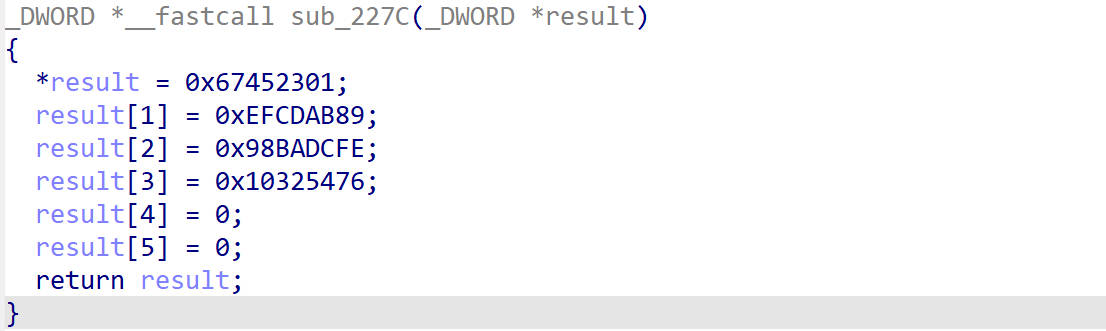 _DWORD *__fastcall sub_227C(_DWORD *result)
{
  *result = 0x67452301;
  result[1] = 0xEFCDAB89;
  result[2] = 0x98BADCFE;
  result[3] = 0x10325476;
  result[4] = 0;
  result[5] = 0;
  return result;
}